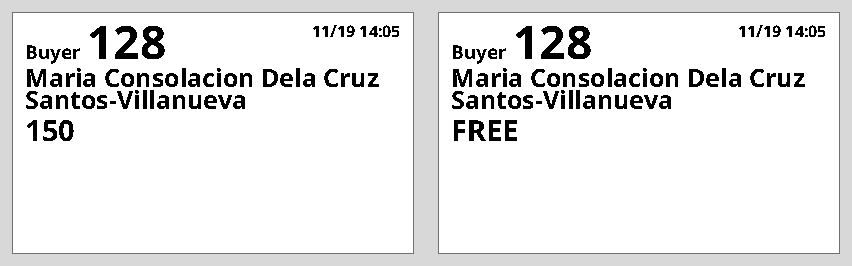 Buyer 128 11/19 14:05
Maria Consolacion Dela Cruz
Santos-Villanueva
150
Buyer 128 11/19 14:05
Maria Consolacion Dela Cruz
Santos-Villanueva
FREE